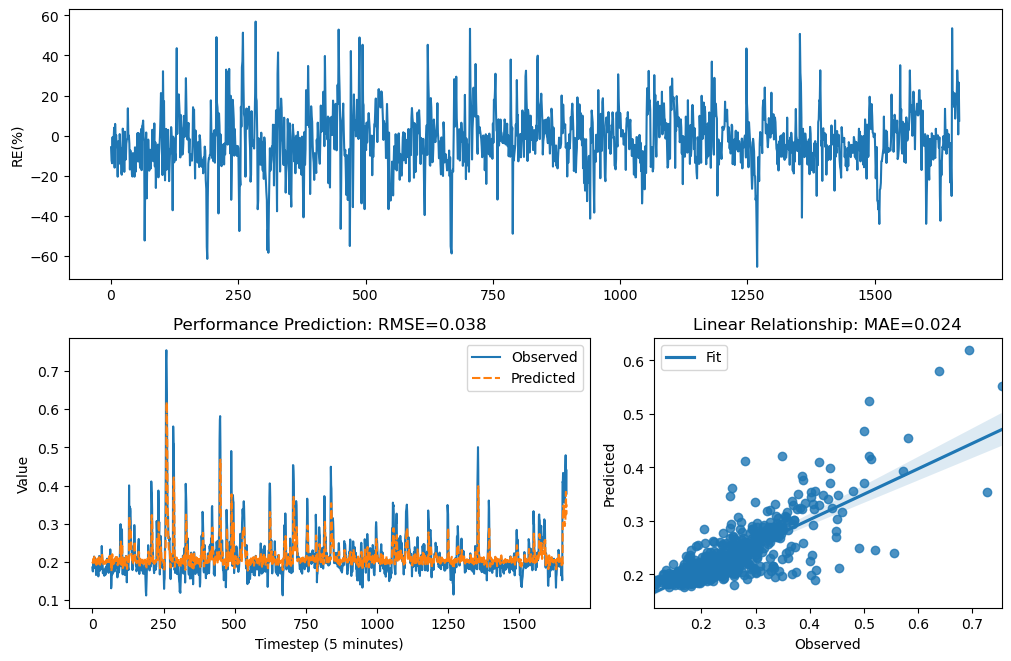 60
40
20
0
−20
−40
−60
RE(%)
0 250 500 750 1000 1250 1500
Performance Prediction: RMSE=0.038
Observed
Predicted
0.7
0.6
0.5
0.4
0.3
0.2
0.1
Value
0 250 500 750 1000 1250 1500
Timestep (5 minutes)
Linear Relationship: MAE=0.024
Fit
0.6
0.5
0.4
0.3
0.2
Predicted
0.2 0.3 0.4 0.5 0.6 0.7
Observed